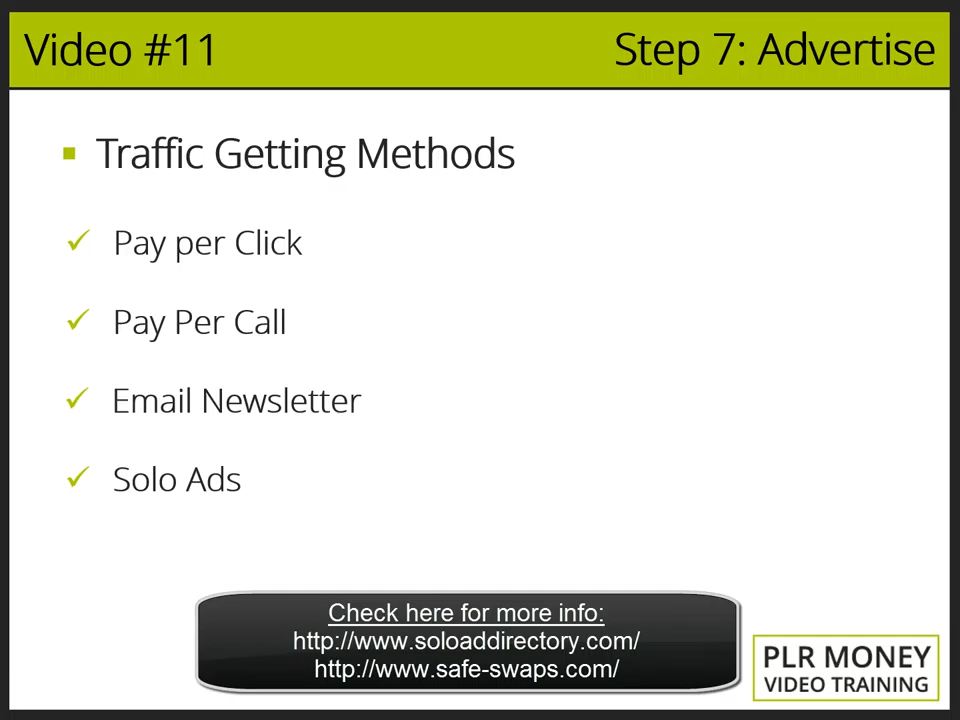 Video #11
Step 7: Advertise
Traffic Getting Methods
Pay per Click
Pay Per Call
Email Newsletter
Solo Ads
Check here for more info:
http://www.soloaddirectory.com/
http://www.safe-swaps.com/
PLR MONEY
VIDEO TRAINING